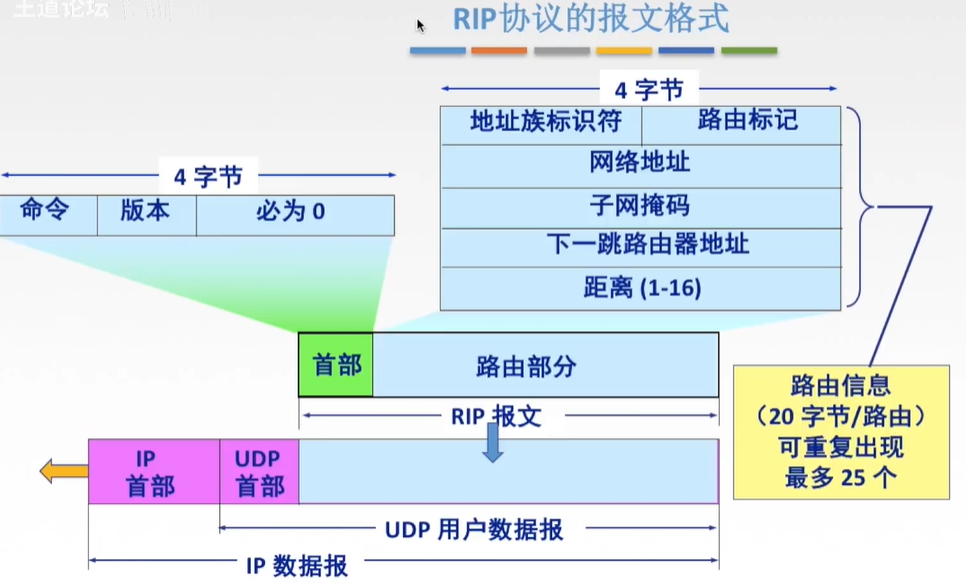 王道论坛
RIP协议的报文格式
4 字节
地址族标识符
路由标记
网络地址
子网掩码
下一跳路由器地址
距离 (1-16)
4 字节
命令
版本
必为 0
首部
路由部分
RIP 报文
路由信息
（20 字节/路由）
可重复出现
最多 25 个
IP
首部
UDP
首部
UDP 用户数据报
IP 数据报